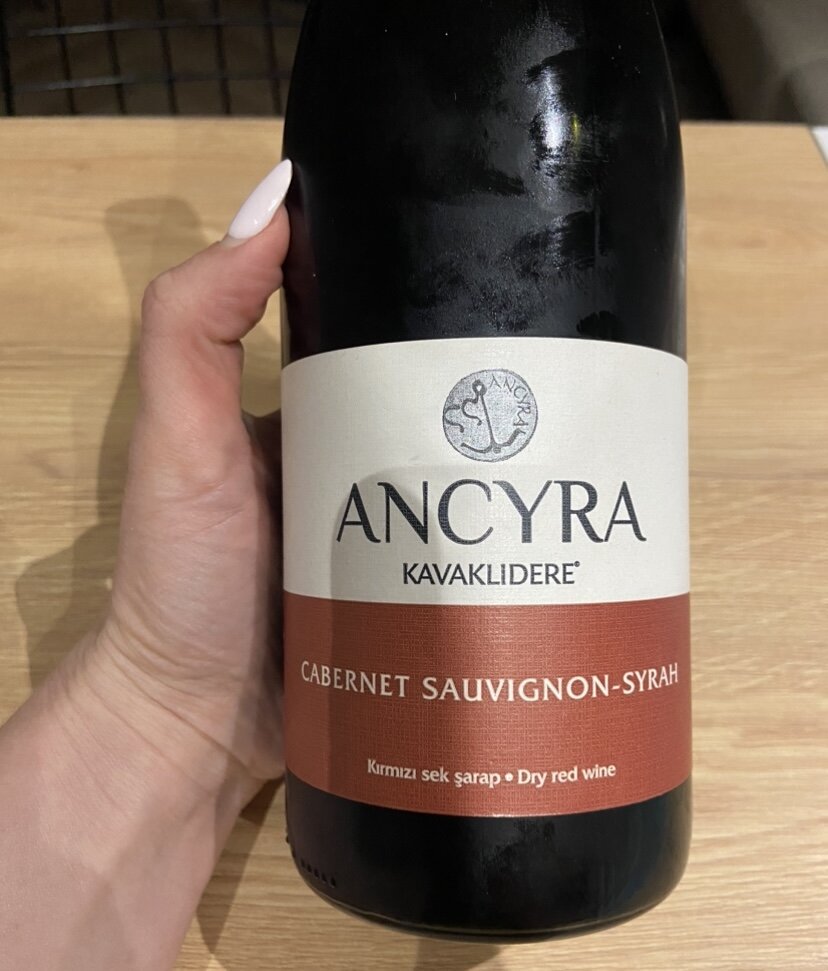 ANCYRA
ANCYRA
KAVAKLIDERE®
CABERNET SAUVIGNON-SYRAH
Kırmızı sek şarap • Dry red wine